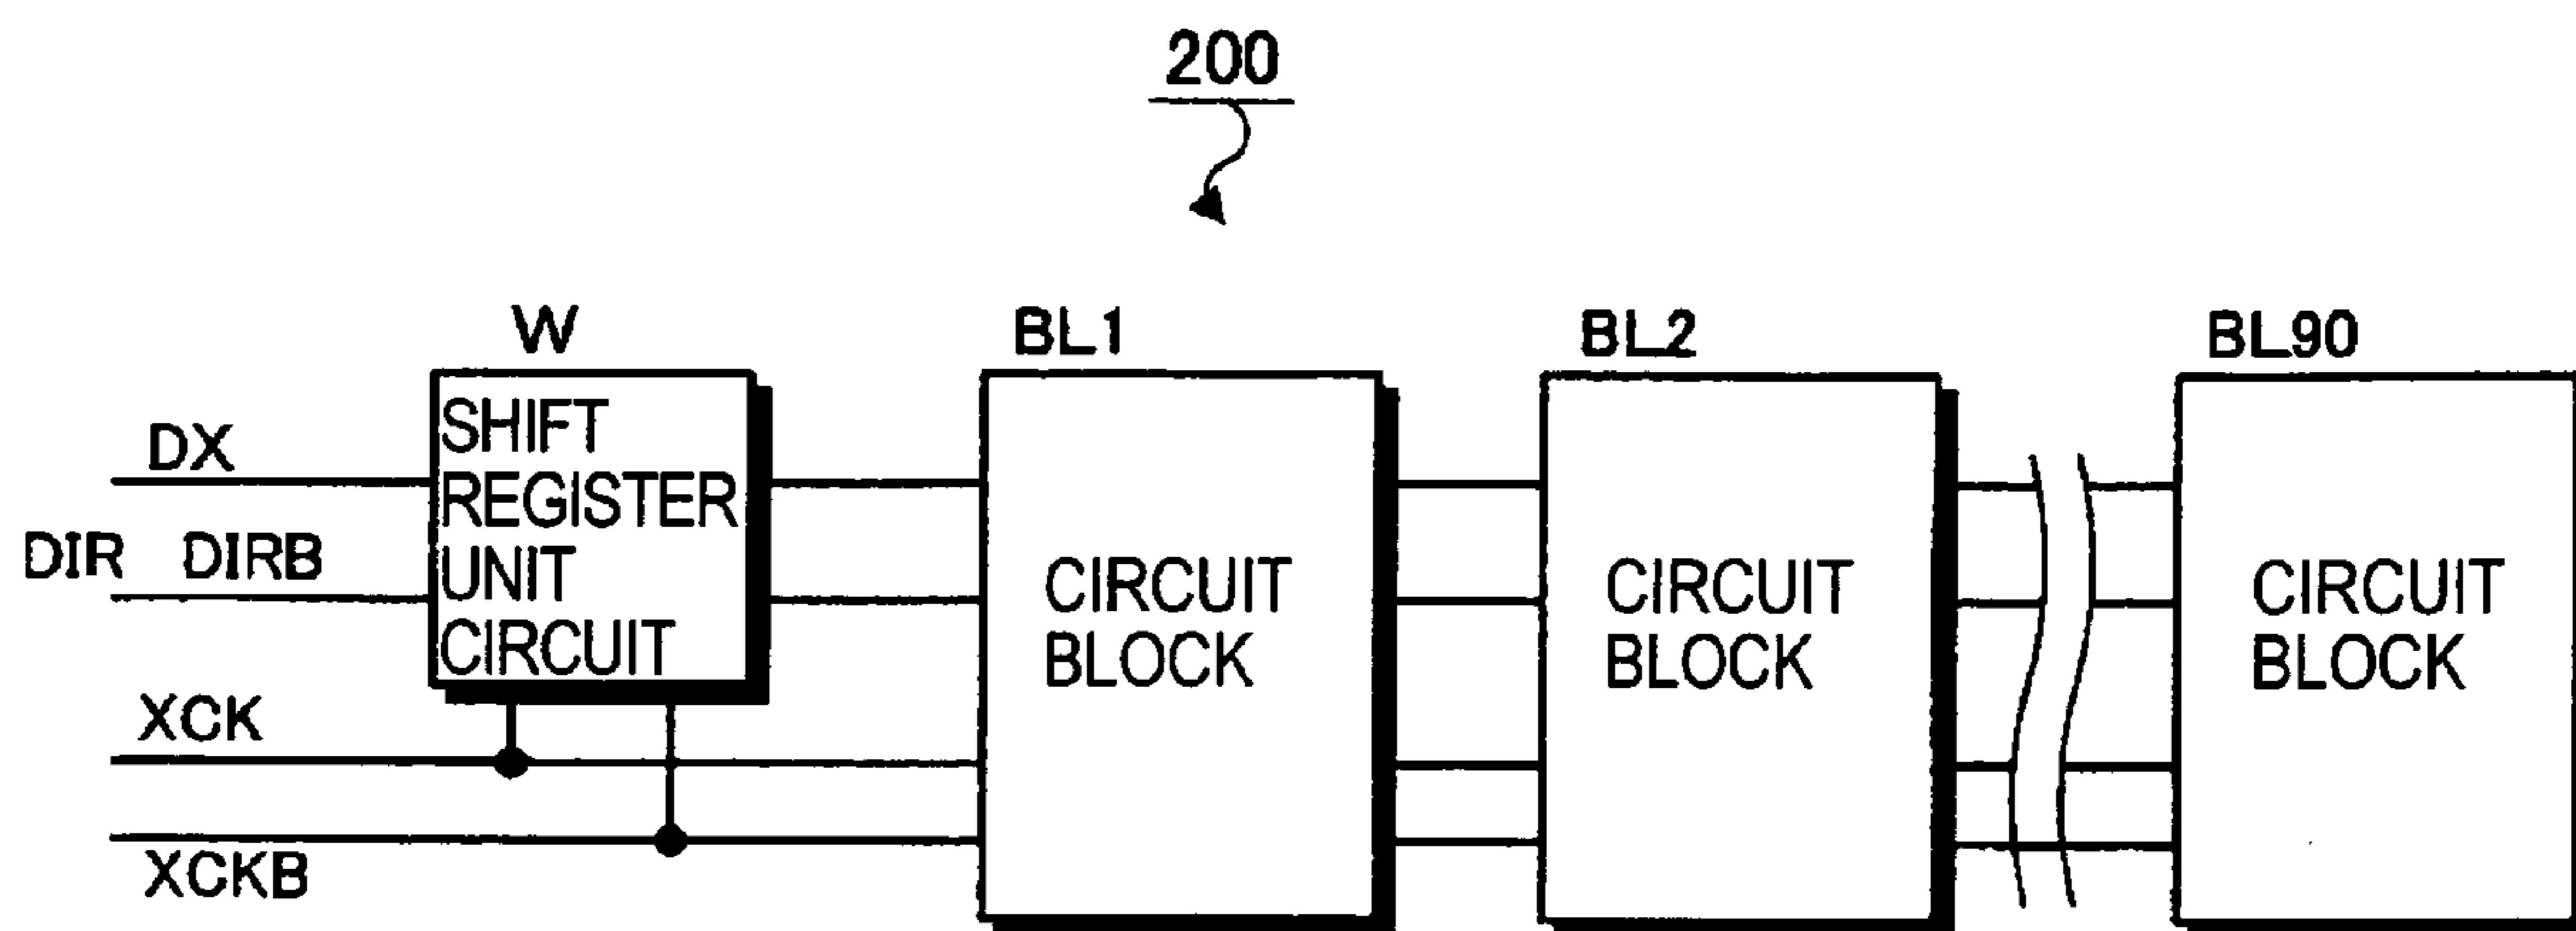 200
W
BL1
BL2
BL90
DX
DIR DIRB
XCK
XCKB
SHIFT
REGISTER
UNIT
CIRCUIT
CIRCUIT
BLOCK
CIRCUIT
BLOCK
CIRCUIT
BLOCK